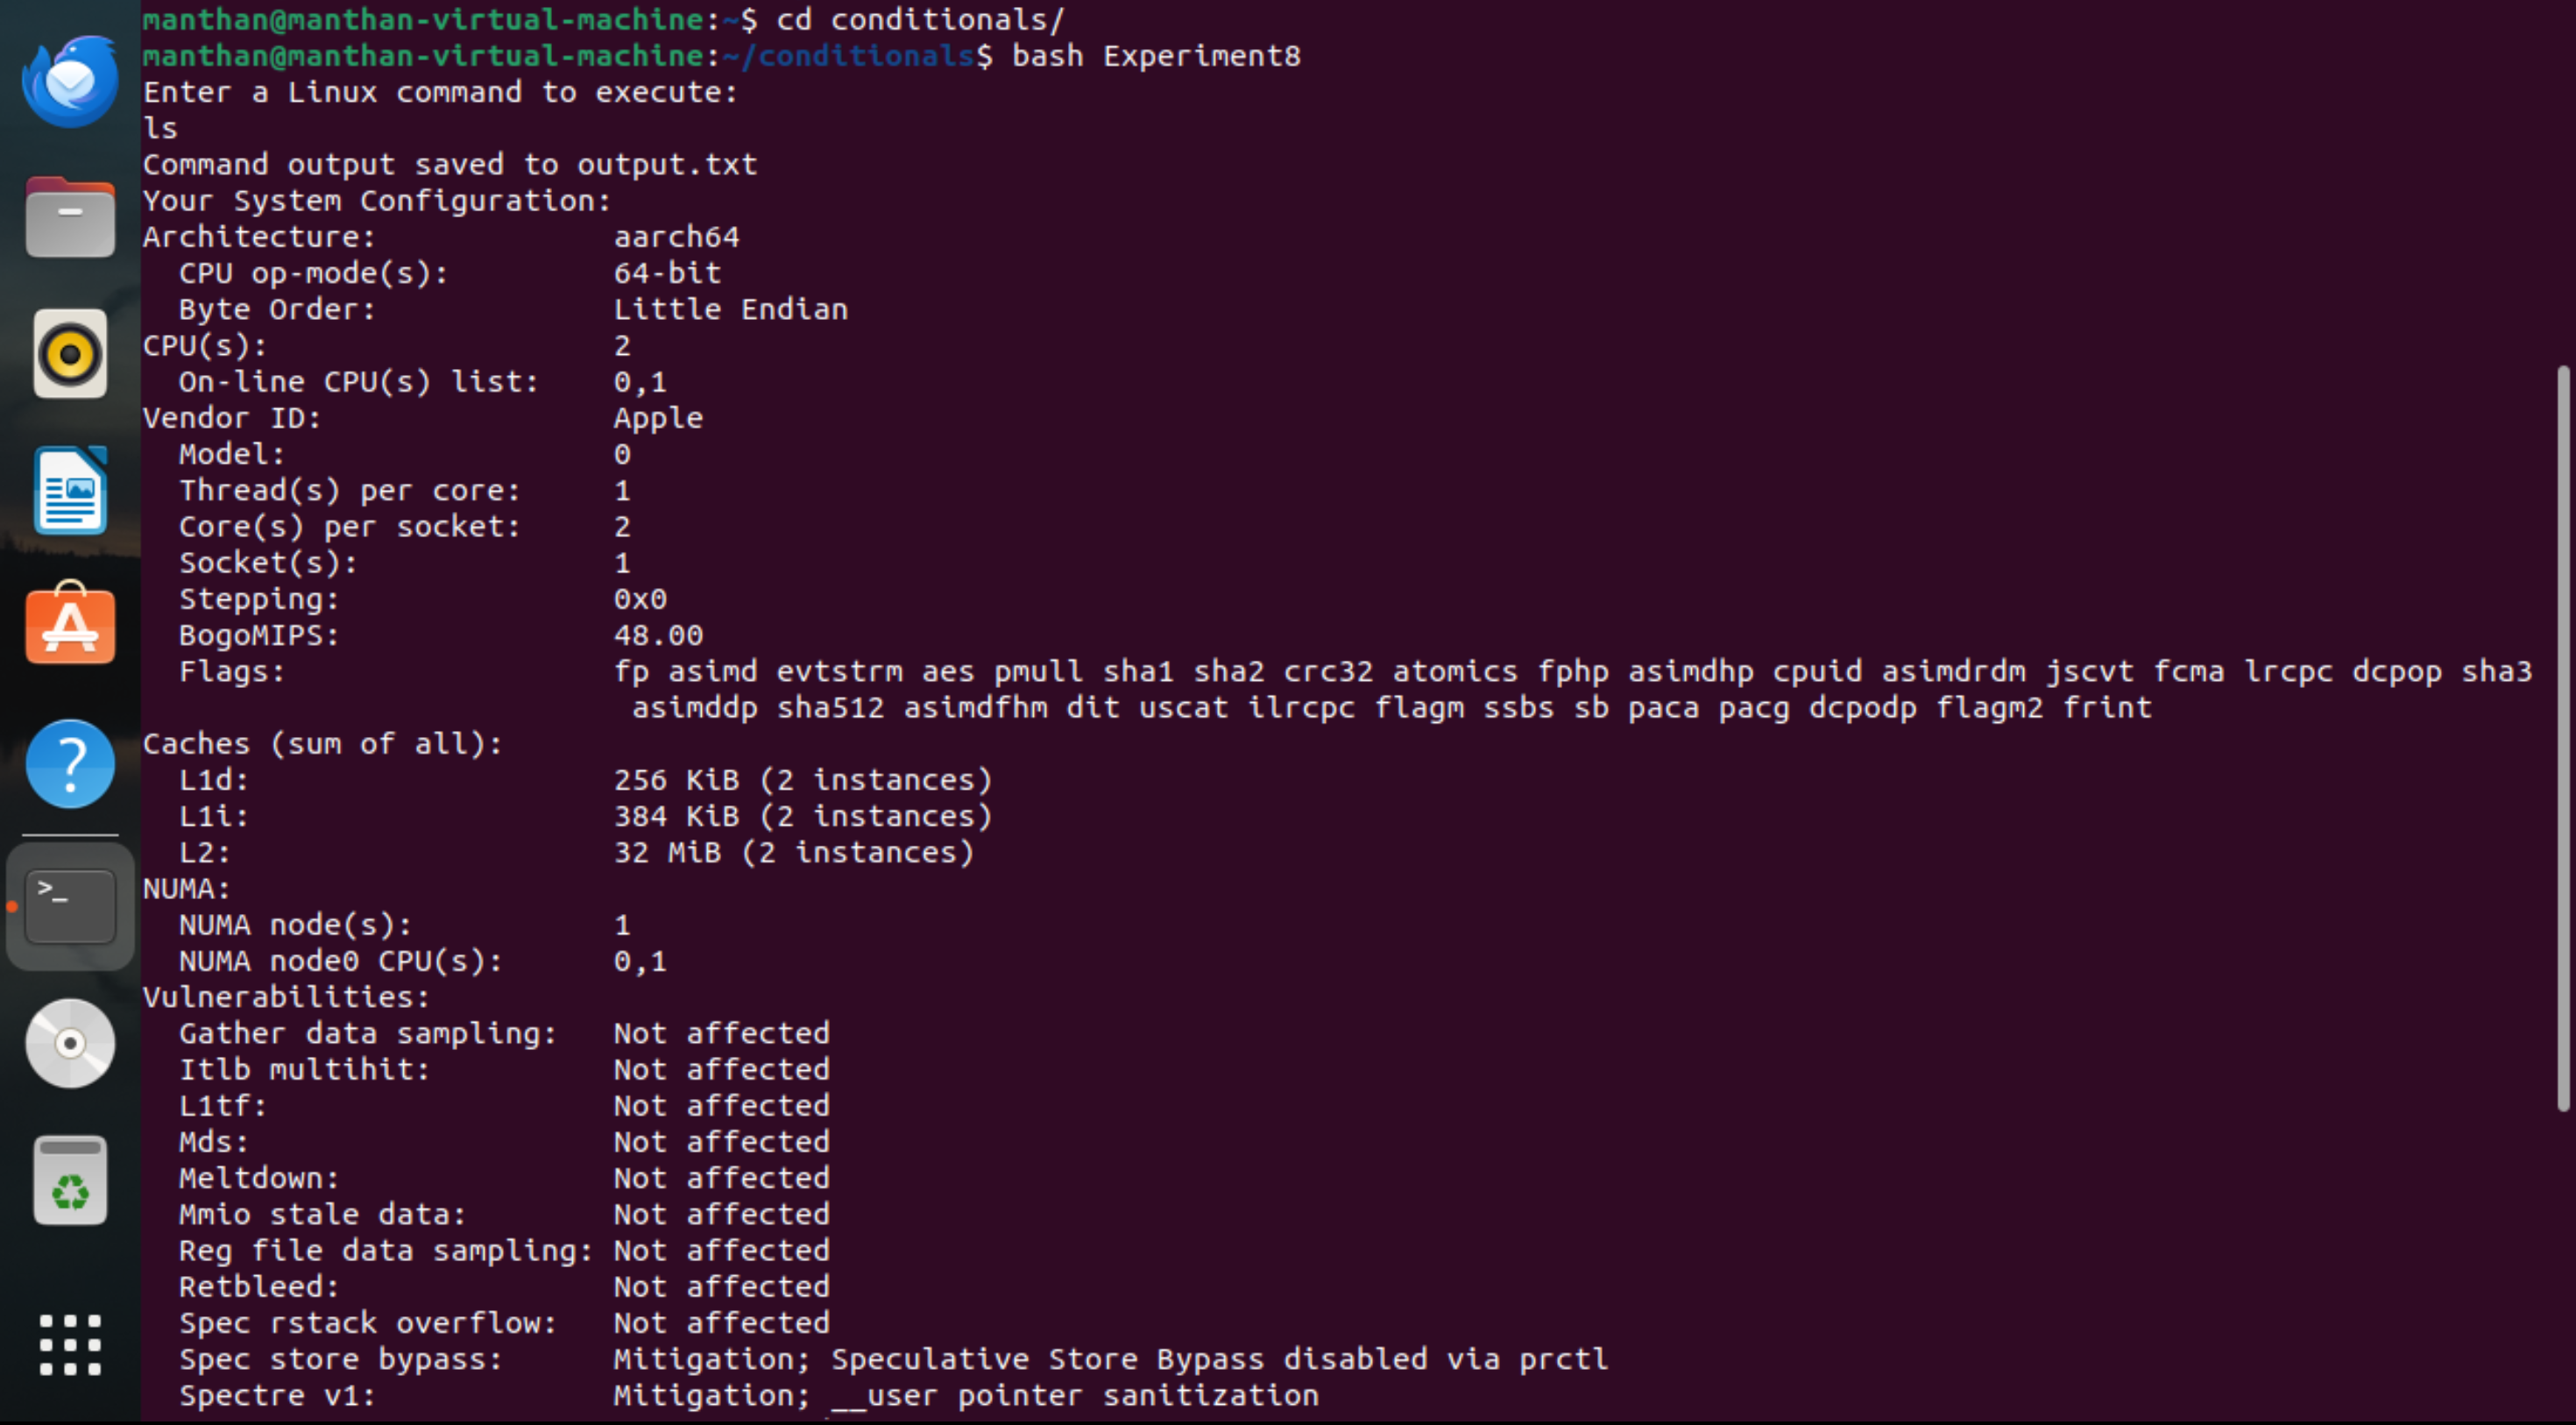 manthan@manthan-virtual-machine:~$ cd conditionals/
manthan@manthan-virtual-machine:~/conditionals$ bash Experiment8
Enter a Linux command to execute:
ls
Command output saved to output.txt
Your System Configuration:
Architecture:             aarch64
  CPU op-mode(s):         64-bit
  Byte Order:             Little Endian
CPU(s):                   2
  On-line CPU(s) list:    0,1
Vendor ID:                Apple
  Model:                  0
  Thread(s) per core:     1
  Core(s) per socket:     2
  Socket(s):              1
  Stepping:               0x0
  BogoMIPS:               48.00
  Flags:                  fp asimd evtstrm aes pmull sha1 sha2 crc32 atomics fphp asimdhp cpuid asimdrdm jscvt fcma lrcpc dcpop sha3
                           asimddp sha512 asimdfhm dit uscat ilrcpc flagm ssbs sb paca pacg dcpodp flagm2 frint
Caches (sum of all):
  L1d:                    256 KiB (2 instances)
  L1i:                    384 KiB (2 instances)
  L2:                     32 MiB (2 instances)
NUMA:
  NUMA node(s):           1
  NUMA node0 CPU(s):      0,1
Vulnerabilities:
  Gather data sampling:   Not affected
  Itlb multihit:          Not affected
  L1tf:                   Not affected
  Mds:                    Not affected
  Meltdown:               Not affected
  Mmio stale data:        Not affected
  Reg file data sampling: Not affected
  Retbleed:               Not affected
  Spec rstack overflow:   Not affected
  Spec store bypass:      Mitigation; Speculative Store Bypass disabled via prctl
  Spectre v1:             Mitigation; __user pointer sanitization